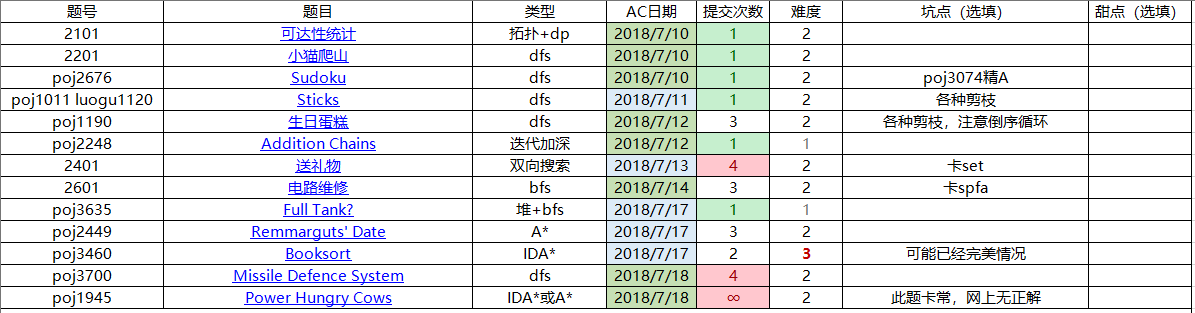 题号 题目 类型 AC日期 提交次数 难度 坑点（选填） 甜点（选填）
2101 可达性统计 拓扑+dp 2018/7/10 1 2
2201 小猫爬山 dfs 2018/7/10 1 2
poj2676 Sudoku dfs 2018/7/10 1 2 poj3074精A
poj1011 luogu1120 Sticks dfs 2018/7/11 1 2 各种剪枝
poj1190 生日蛋糕 dfs 2018/7/12 3 2 各种剪枝，注意倒序循环
poj2248 Addition Chains 迭代加深 2018/7/12 1 1
2401 送礼物 双向搜索 2018/7/13 4 2 卡set
2601 电路维修 bfs 2018/7/14 3 2 卡spfa
poj3635 Full Tank? 堆+bfs 2018/7/17 1 1
poj2449 Remmarguts' Date A* 2018/7/17 3 2
poj3460 Booksort IDA* 2018/7/17 2 3 可能已经完美情况
poj3700 Missile Defence System dfs 2018/7/18 4 2
poj1945 Power Hungry Cows IDA*或A* 2018/7/18 ∞ 2 此题卡常，网上无正解